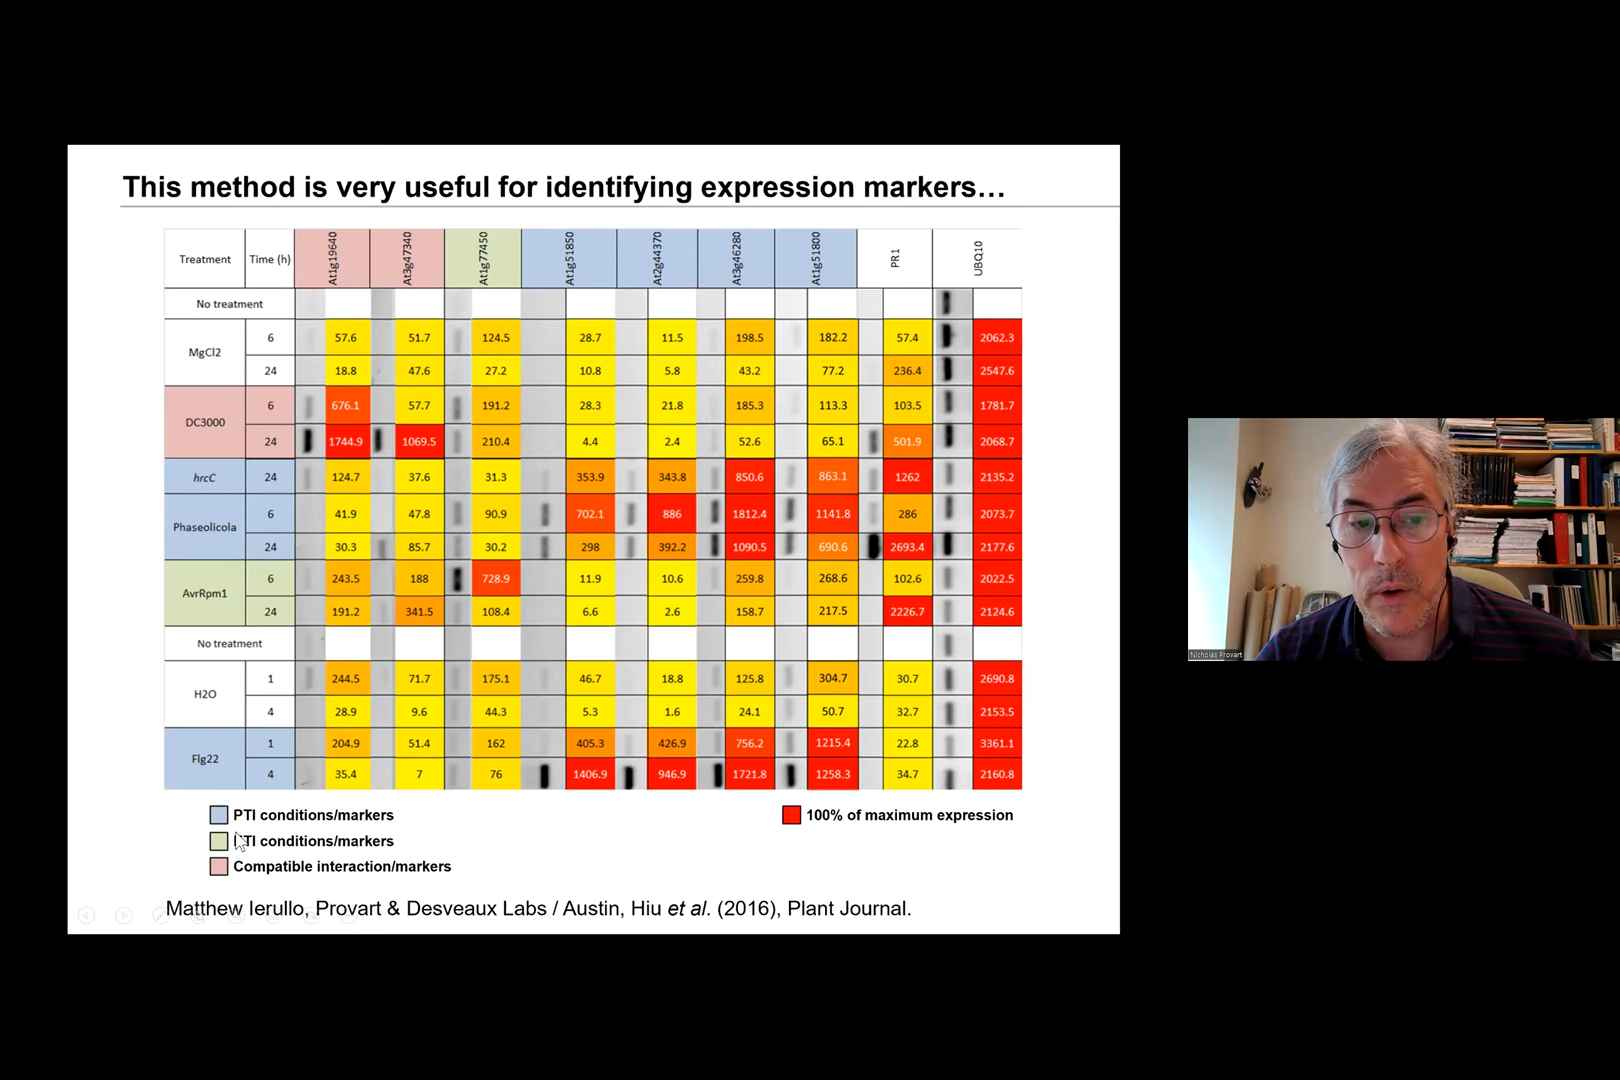 This method is very useful for identifying expression markers…
Treatment Time (h) At1g19640 At3g47340 At1g77450 At1g51850 At2g44370 At3g46280 At1g51800 PR1 UBQ10
No treatment
MgCl2 6 57.6 51.7 124.5 28.7 11.5 198.5 182.2 57.4 2062.3
24 18.8 47.6 27.2 10.8 5.8 43.2 77.2 236.4 2547.6
DC3000 6 676.1 57.7 191.2 28.3 21.8 185.3 113.3 103.5 1781.7
24 1744.9 1069.5 210.4 4.4 2.4 52.6 65.1 501.9 2068.7
hrcC 24 124.7 37.6 31.3 353.9 343.8 850.6 863.1 1262 2135.2
Phaseolicola 6 41.9 47.8 90.9 702.1 886 1812.4 1141.8 286 2073.7
24 30.3 85.7 30.2 298 392.2 1090.5 690.6 2693.4 2177.6
AvrRpm1 6 243.5 188 728.9 11.9 10.6 259.8 268.6 102.6 2022.5
24 191.2 341.5 108.4 6.6 2.6 158.7 217.5 2226.7 2124.6
No treatment
H2O 1 244.5 71.7 175.1 46.7 18.8 125.8 304.7 30.7 2690.8
4 28.9 9.6 44.3 5.3 1.6 24.1 50.7 32.7 2153.5
Flg22 1 204.9 51.4 162 405.3 426.9 756.2 1215.4 22.8 3361.1
4 35.4 7 76 1406.9 946.9 1721.8 1258.3 34.7 2160.8
PTI conditions/markers
100% of maximum expression
conditions/markers
Compatible interaction/markers
Matthew Ierullo, Provart & Desveaux Labs / Austin, Hiu et al. (2016), Plant Journal.
Nicholas Provart